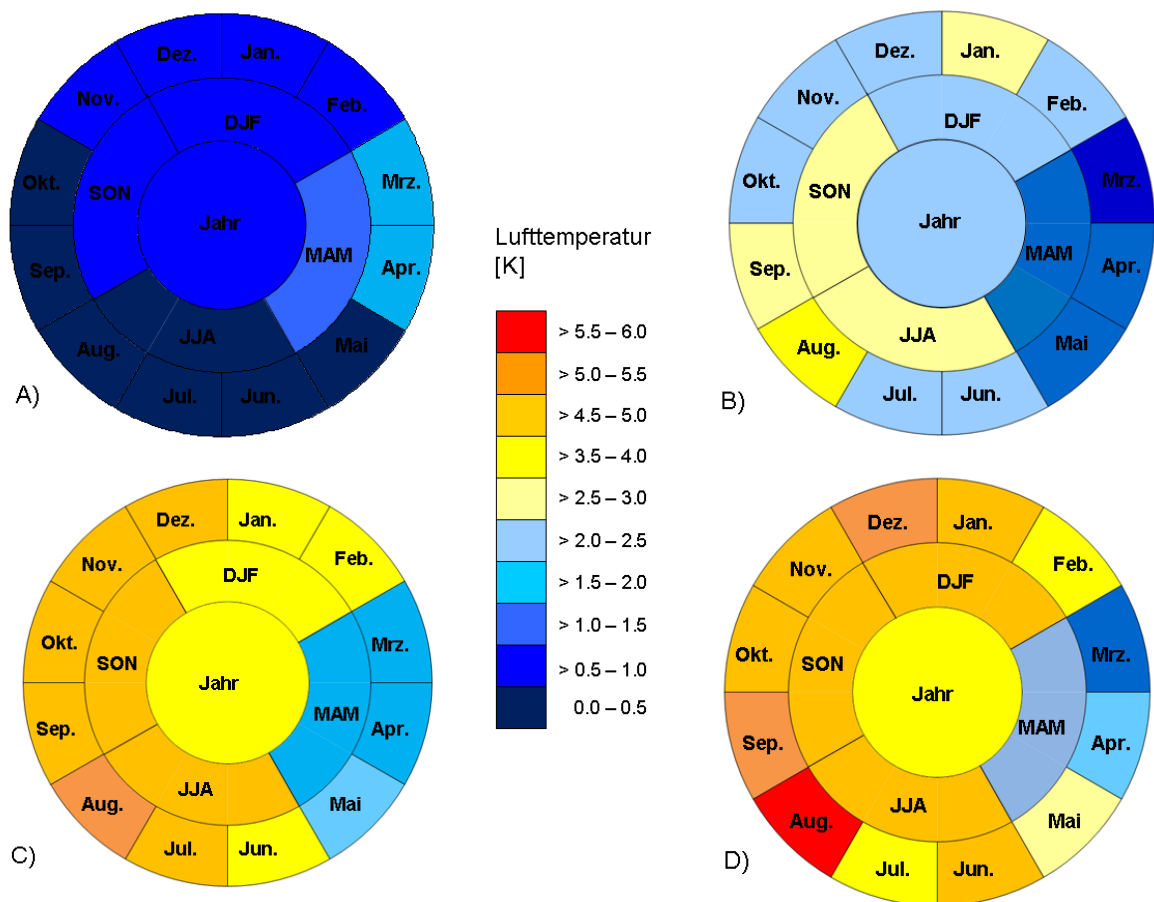 Dez.
Jan.
Nov.
Feb.
DJF
Okt.
SON
Mrz.
Jahr
MAM
Sep.
Apr.
JJA
Aug.
Mai
Jul.
Jun.
A)
Lufttemperatur
[K]
> 5.5 – 6.0
> 5.0 – 5.5
> 4.5 – 5.0
> 3.5 – 4.0
> 2.5 – 3.0
> 2.0 – 2.5
> 1.5 – 2.0
> 1.0 – 1.5
> 0.5 – 1.0
0.0 – 0.5
Dez.
Jan.
Nov.
Feb.
DJF
Okt.
SON
Mrz.
Jahr
MAM
Sep.
Apr.
JJA
Aug.
Mai
Jul.
Jun.
B)
Dez.
Jan.
Nov.
Feb.
DJF
Okt.
SON
Mrz.
Jahr
MAM
Sep.
Apr.
JJA
Aug.
Mai
Jul.
Jun.
C)
Dez.
Jan.
Nov.
Feb.
DJF
Okt.
SON
Mrz.
Jahr
MAM
Sep.
Apr.
JJA
Aug.
Mai
Jul.
Jun.
D)